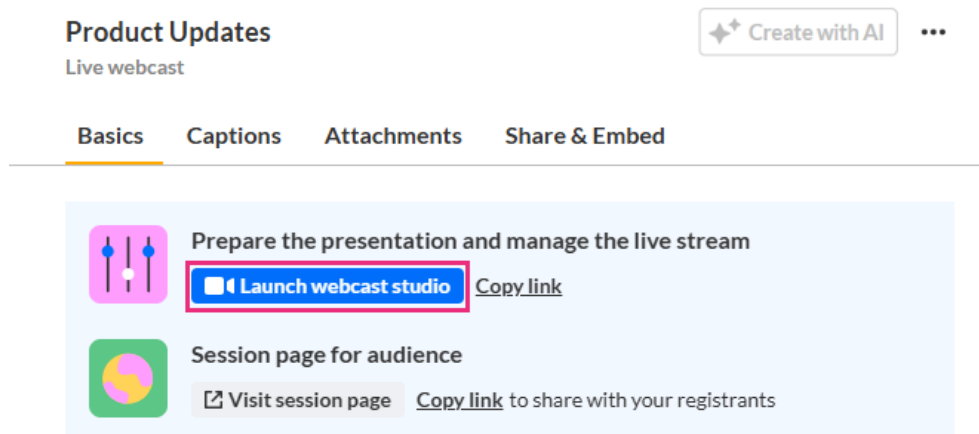 Product Updates
Create with AI
Live webcast
Basics Captions Attachments Share & Embed
Prepare the presentation and manage the live stream
Launch webcast studio Copy link
Session page for audience
Visit session page Copy link to share with your registrants